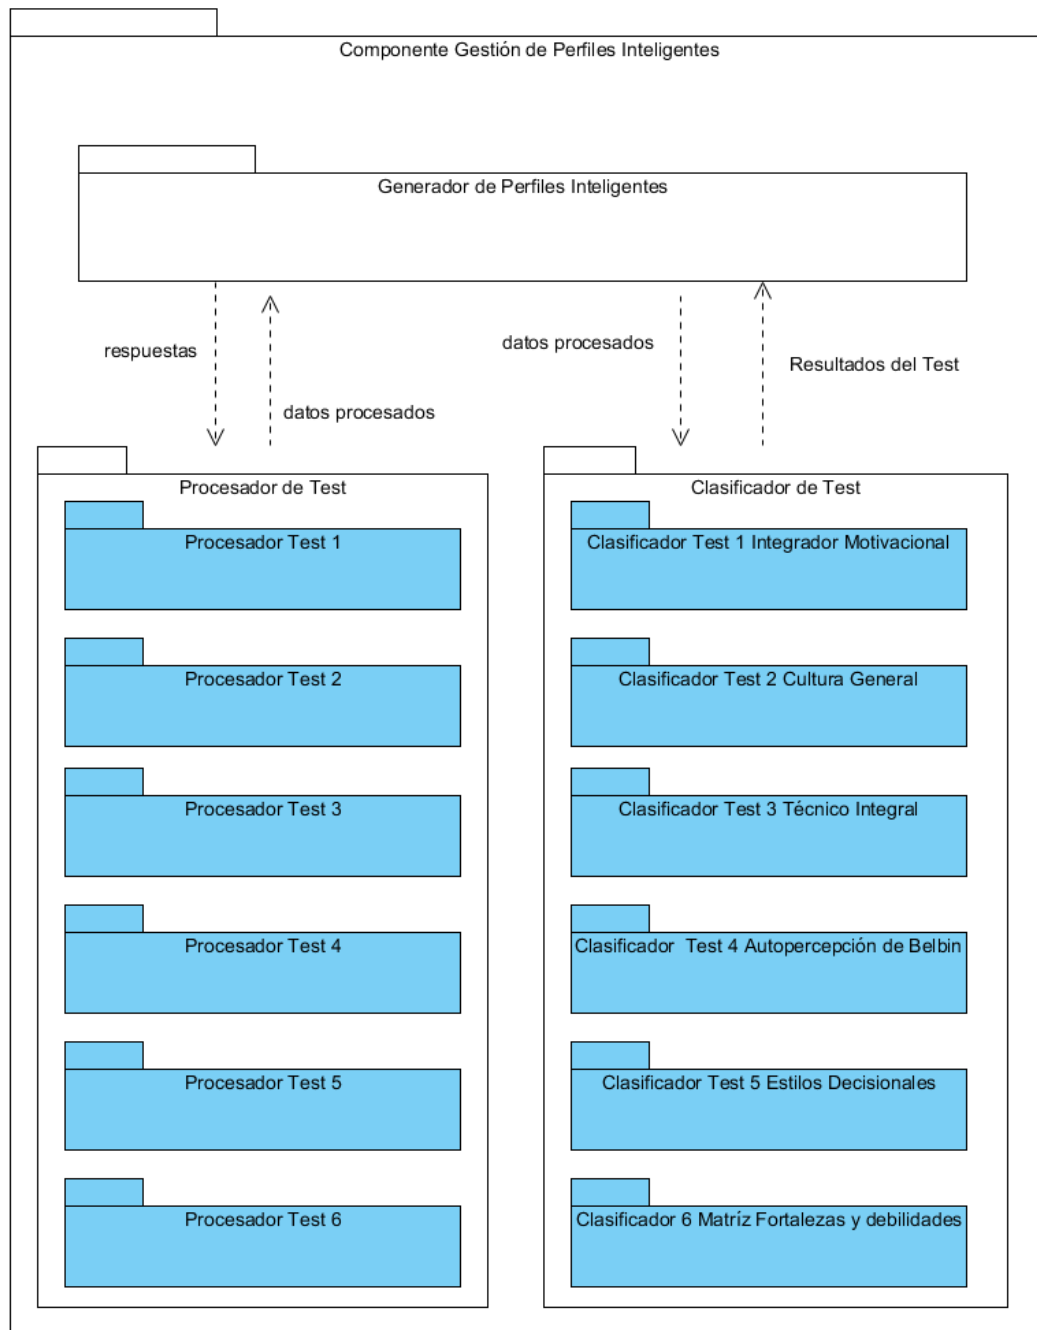 Componente Gestión de Perfiles Inteligentes
Generador de Perfiles Inteligentes
respuestas
datos procesados
datos procesados
Resultados del Test
Procesador de Test
Procesador Test 1
Procesador Test 2
Procesador Test 3
Procesador Test 4
Procesador Test 5
Procesador Test 6
Clasificador de Test
Clasificador Test 1 Integrador Motivacional
Clasificador Test 2 Cultura General
Clasificador Test 3 Técnico Integral
Clasificador  Test 4 Autopercepción de Belbin
Clasificador Test 5 Estilos Decisionales
Clasificador 6 Matríz Fortalezas y debilidades